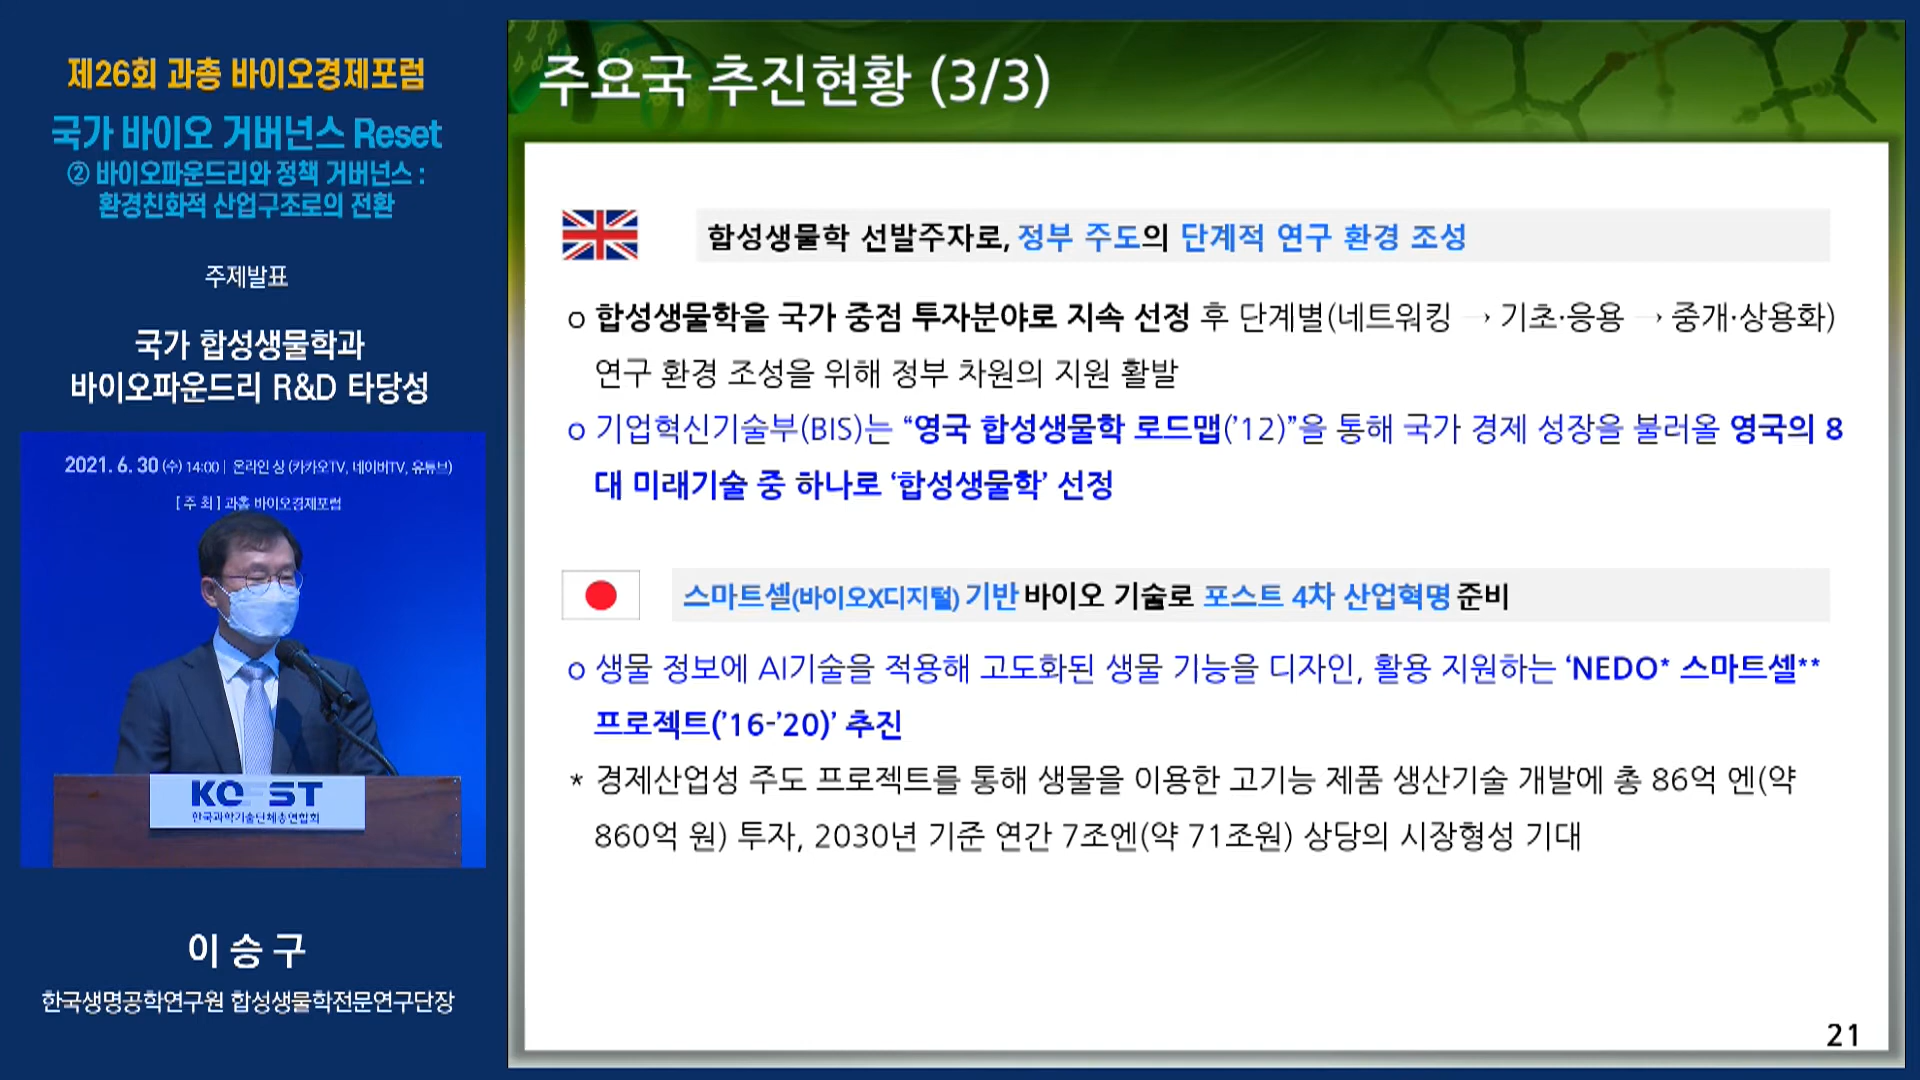 제26회 과총 바이오경제포럼
국가 바이오 거버넌스 Reset
② 바이오파운드리와 정책 거버넌스 :
환경친화적 산업구조로의 전환
주제발표
국가 합성생물학과
바이오파운드리 R&D 타당성
2021. 6. 30 (수) 14:00 | 온라인 상 (카카오TV, 네이버TV, 유튜브)
[ 주 최 ] 과총 바이오경제포럼
KOFST
한국과학기술단체총연합회
이 승 구
한국생명공학연구원 합성생물학전문연구단장
주요국 추진현황 (3/3)
합성생물학 선발주자로, 정부 주도의 단계적 연구 환경 조성
o 합성생물학을 국가 중점 투자분야로 지속 선정 후 단계별(네트워킹 → 기초·응용 → 중개·상용화)
연구 환경 조성을 위해 정부 차원의 지원 활발
o 기업혁신기술부(BIS)는 “영국 합성생물학 로드맵(’12)”을 통해 국가 경제 성장을 불러올 영국의 8
대 미래기술 중 하나로 ‘합성생물학’ 선정
스마트셀(바이오X디지털) 기반 바이오 기술로 포스트 4차 산업혁명 준비
o 생물 정보에 AI기술을 적용해 고도화된 생물 기능을 디자인, 활용 지원하는 ‘NEDO* 스마트셀**
프로젝트(’16-’20)’ 추진
* 경제산업성 주도 프로젝트를 통해 생물을 이용한 고기능 제품 생산기술 개발에 총 86억 엔(약
860억 원) 투자, 2030년 기준 연간 7조엔(약 71조원) 상당의 시장형성 기대
21